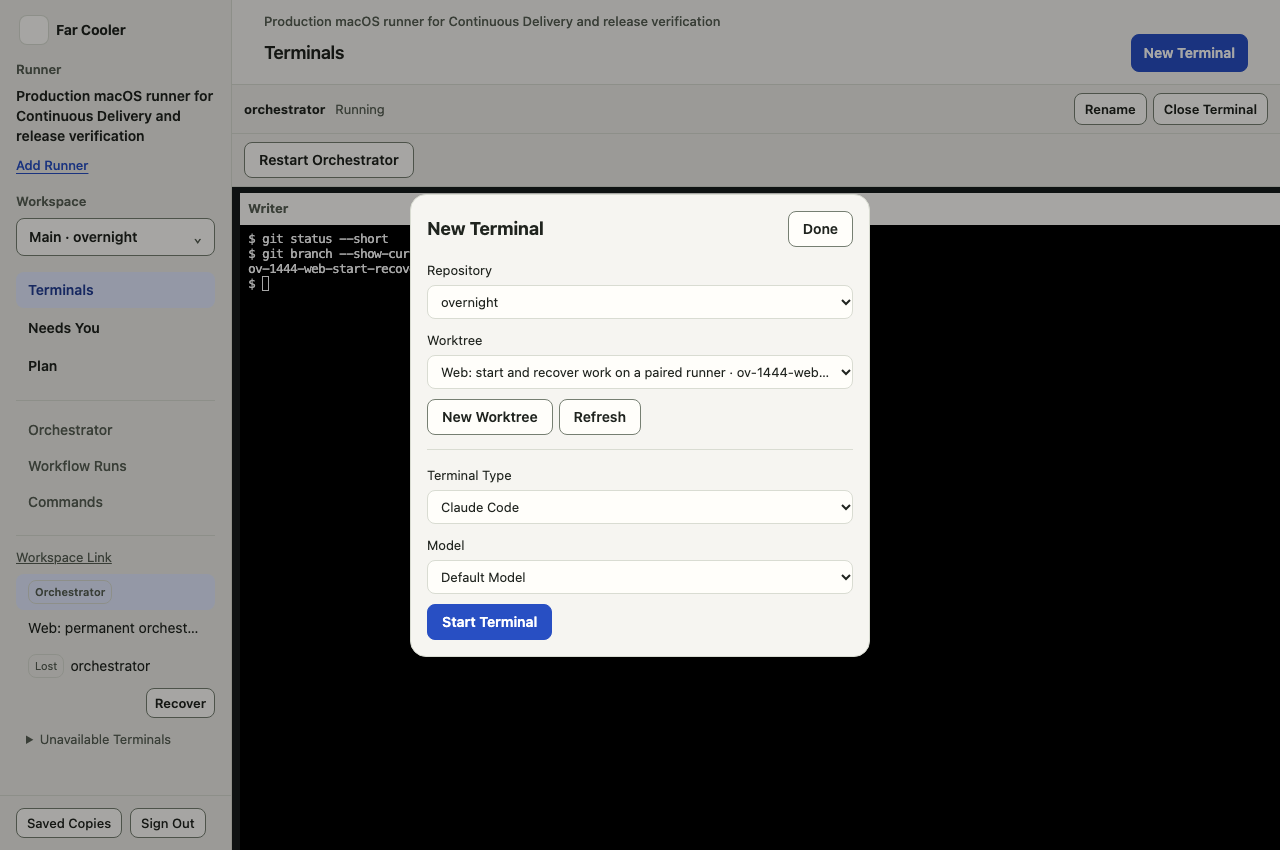 Far Cooler
Runner
Production macOS runner for
Continuous Delivery and
release verification
Add Runner
Workspace
Main · overnight
Terminals
Needs You
Plan
Orchestrator
Workflow Runs
Commands
Workspace Link
Orchestrator
Web: permanent orchest...
Lost orchestrator
Recover
Unavailable Terminals
Saved Copies
Sign Out
Production macOS runner for Continuous Delivery and release verification
Terminals
New Terminal
orchestrator Running
Rename
Close Terminal
Restart Orchestrator
Writer
$ git status --short
$ git branch --show-cur
ov-1444-web-start-recov
$
New Terminal
Done
Repository
overnight
Worktree
Web: start and recover work on a paired runner · ov-1444-web...
New Worktree
Refresh
Terminal Type
Claude Code
Model
Default Model
Start Terminal